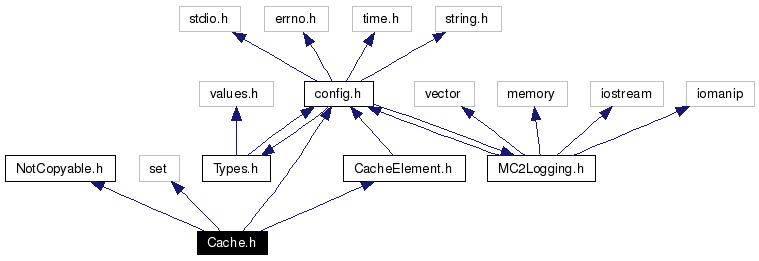 stdio.h
errno.h
time.h
string.h
values.h
config.h
vector
memory
iostream
iomanip
NotCopyable.h
set
Types.h
CacheElement.h
MC2Logging.h
Cache.h